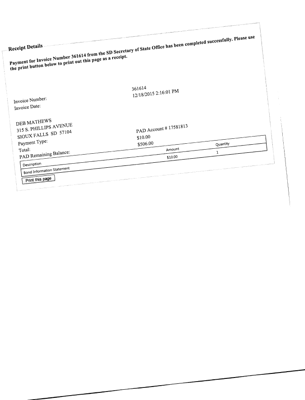 Receipt Details
Payment for Invoice Number 361614 from the SD Secretary of State Office has been completed successfully. Please use
the print button below to print out this page as a receipt.
Invoice Number: 361614
Invoice Date: 12/18/2015 2:16:01 PM
DEB MATHEWS
315 S. PHILLIPS AVENUE
SIOUX FALLS SD 57104
Payment Type: PAD Account # 17581813
Total: $10.00
PAD Remaining Balance: $506.00
Description Amount Quantity
Bond Information Statement $10.00 1
Print this page